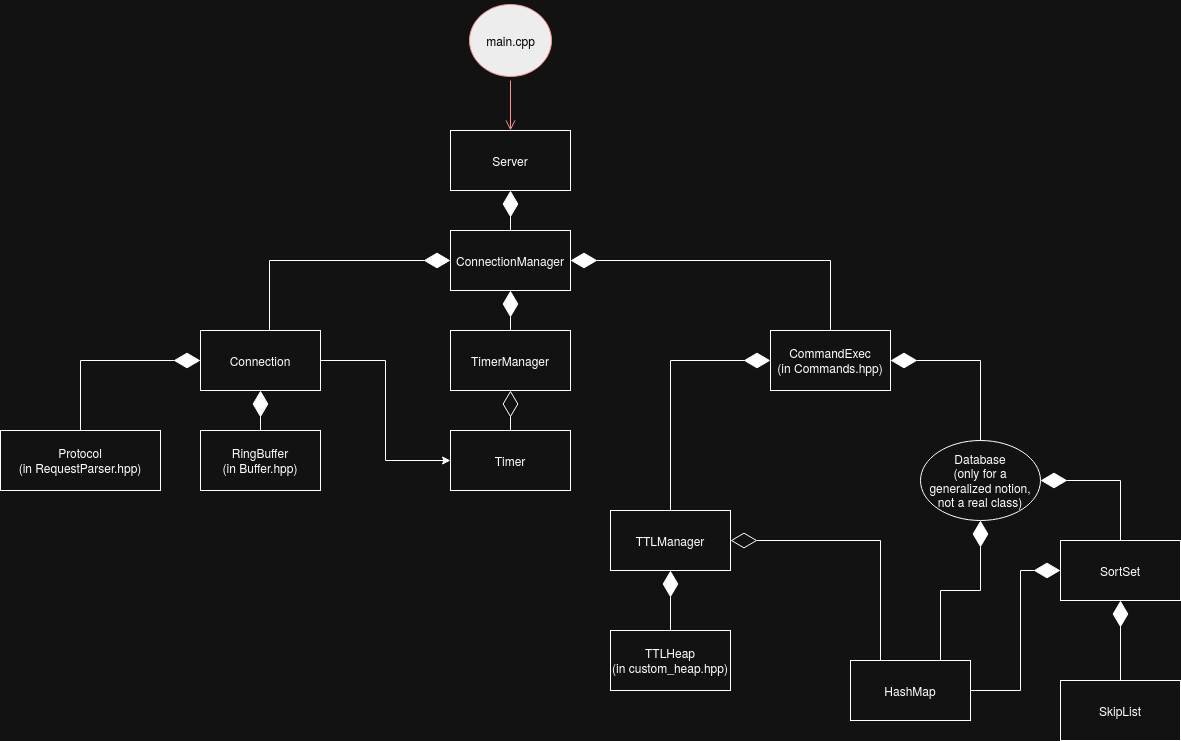 main.cpp
Server
ConnectionManager
Connection
TimerManager
CommandExec
(in Commands.hpp)
Protocol
(in RequestParser.hpp)
RingBuffer
(in Buffer.hpp)
Timer
Database
(only for a
generalized notion,
not a real class)
TTLManager
SortSet
TTLHeap
(in custom_heap.hpp)
HashMap
SkipList